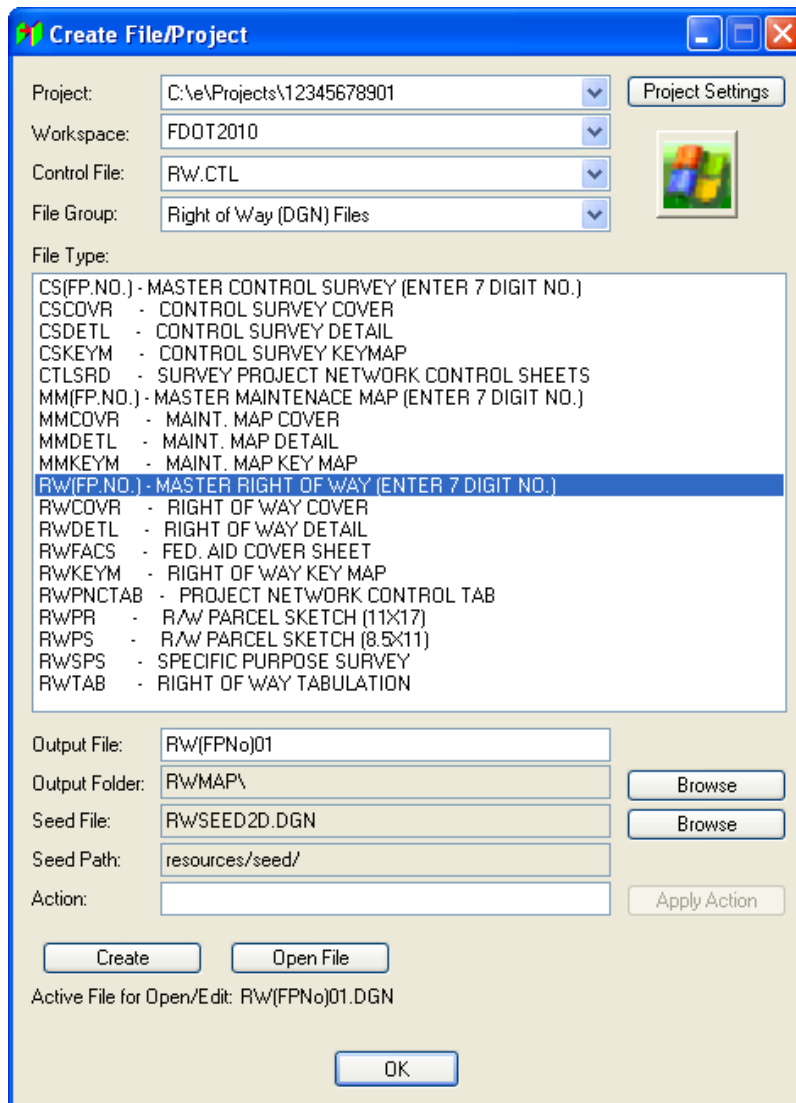 Create File/Project
Project: C:\e\Projects\12345678901 Project Settings
Workspace: FDOT2010
Control File: RW.CTL
File Group: Right of Way (DGN) Files
File Type:
CS(FP.NO.) - MASTER CONTROL SURVEY (ENTER 7 DIGIT NO.)
CSCOVR - CONTROL SURVEY COVER
CSDETL - CONTROL SURVEY DETAIL
CSKEYM - CONTROL SURVEY KEYMAP
CTLSRD - SURVEY PROJECT NETWORK CONTROL SHEETS
MM(FP.NO.) - MASTER MAINTENACE MAP (ENTER 7 DIGIT NO.)
MMCOVR - MAINT. MAP COVER
MMDETL - MAINT. MAP DETAIL
MMKEYM - MAINT. MAP KEY MAP
RW(FP.NO.) - MASTER RIGHT OF WAY (ENTER 7 DIGIT NO.)
RWCOVR - RIGHT OF WAY COVER
RWDETL - RIGHT OF WAY DETAIL
RWFACS - FED. AID COVER SHEET
RWKEYM - RIGHT OF WAY KEY MAP
RWPNCTAB - PROJECT NETWORK CONTROL TAB
RWPR - R/W PARCEL SKETCH (11X17)
RWPS - R/W PARCEL SKETCH (8.5X11)
RWSPS - SPECIFIC PURPOSE SURVEY
RWTAB - RIGHT OF WAY TABULATION
Output File: RW(FPNo)01
Output Folder: RWMAP\ Browse
Seed File: RWSEED2D.DGN Browse
Seed Path: resources/seed/
Action: Apply Action
Create Open File
Active File for Open/Edit: RW(FPNo)01.DGN
OK